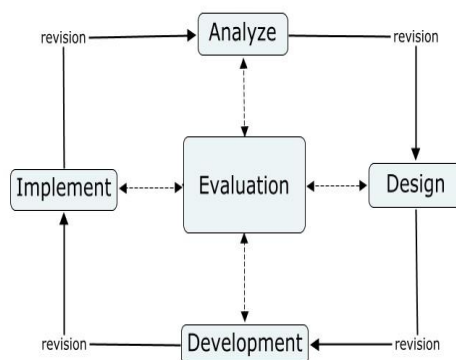 revision
Analyze
revision
Implement
Evaluation
Design
revision
Development
revision